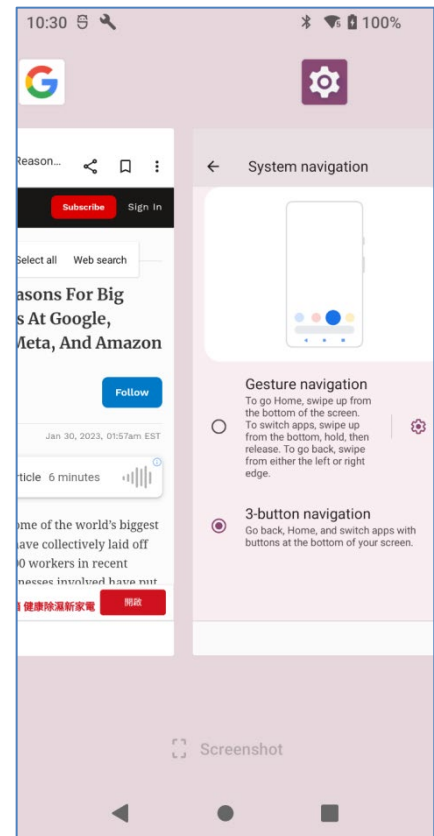 10:30
100%
Reason...
Subscribe
Sign In
Select all
Web search
asons For Big
s At Google,
Meta, And Amazon
Follow
Jan 30, 2023, 01:57am EST
rticle 6 minutes
ome of the world's biggest
have collectively laid off
00 workers in recent
nesses involved have put
健康除濕新家電
開啟
System navigation
Gesture navigation
To go Home, swipe up from
the bottom of the screen.
To switch apps, swipe up
from the bottom, hold, then
release. To go back, swipe
from either the left or right
edge.
3-button navigation
Go back, Home, and switch apps with
buttons at the bottom of your screen.
Screenshot